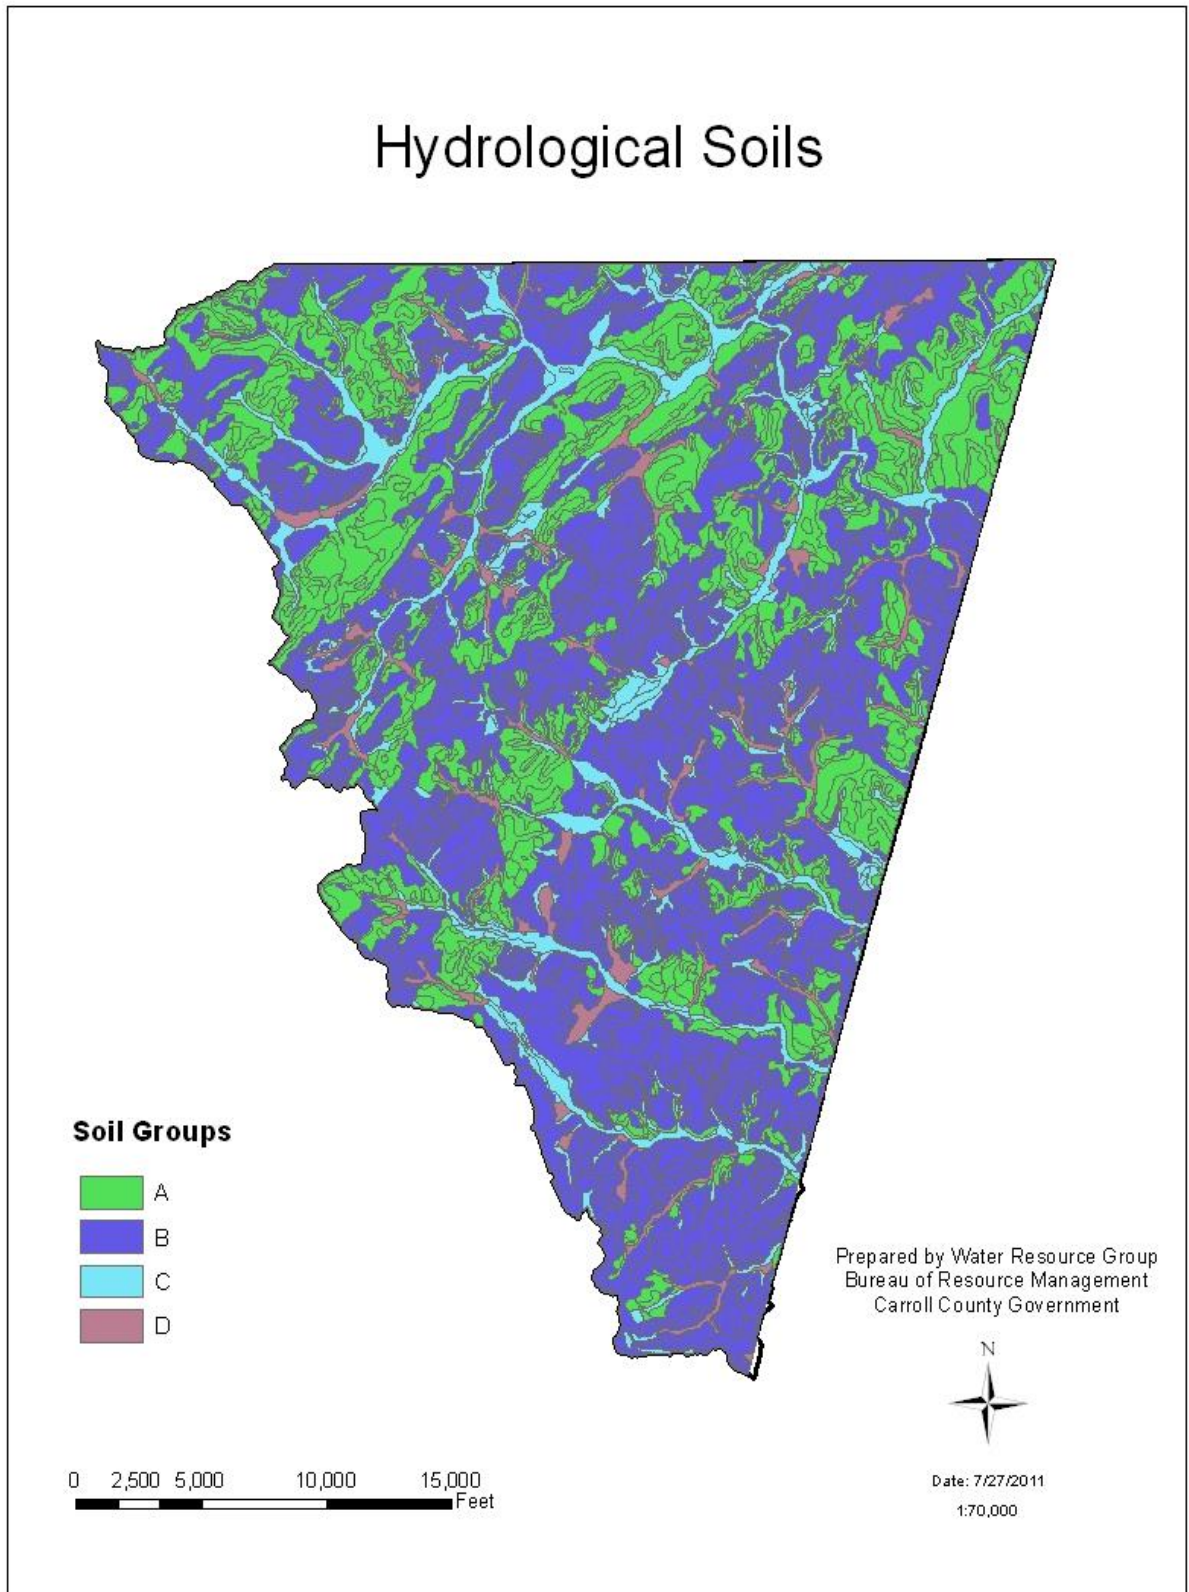 Hydrological Soils
Soil Groups
A
B
C
D
Prepared by Water Resource Group
Bureau of Resource Management
Carroll County Government
N
0 2,500 5,000 10,000 15,000
Feet
Date: 7/27/2011
1:70,000